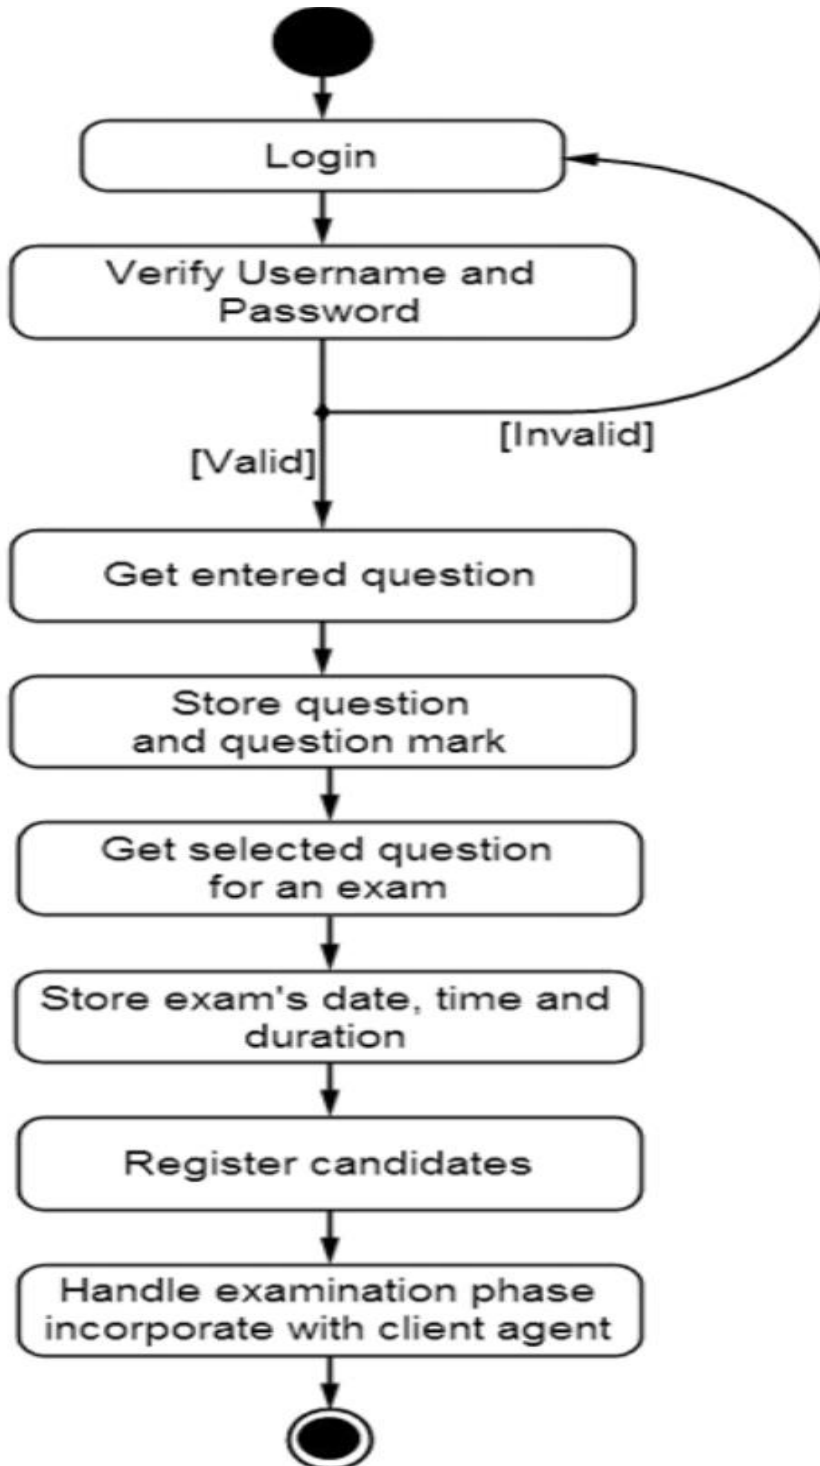 Login
Verify Username and
Password
[Invalid]
[Valid]
Get entered question
Store question
and question mark
Get selected question
for an exam
Store exam's date, time and
duration
Register candidates
Handle examination phase
incorporate with client agent